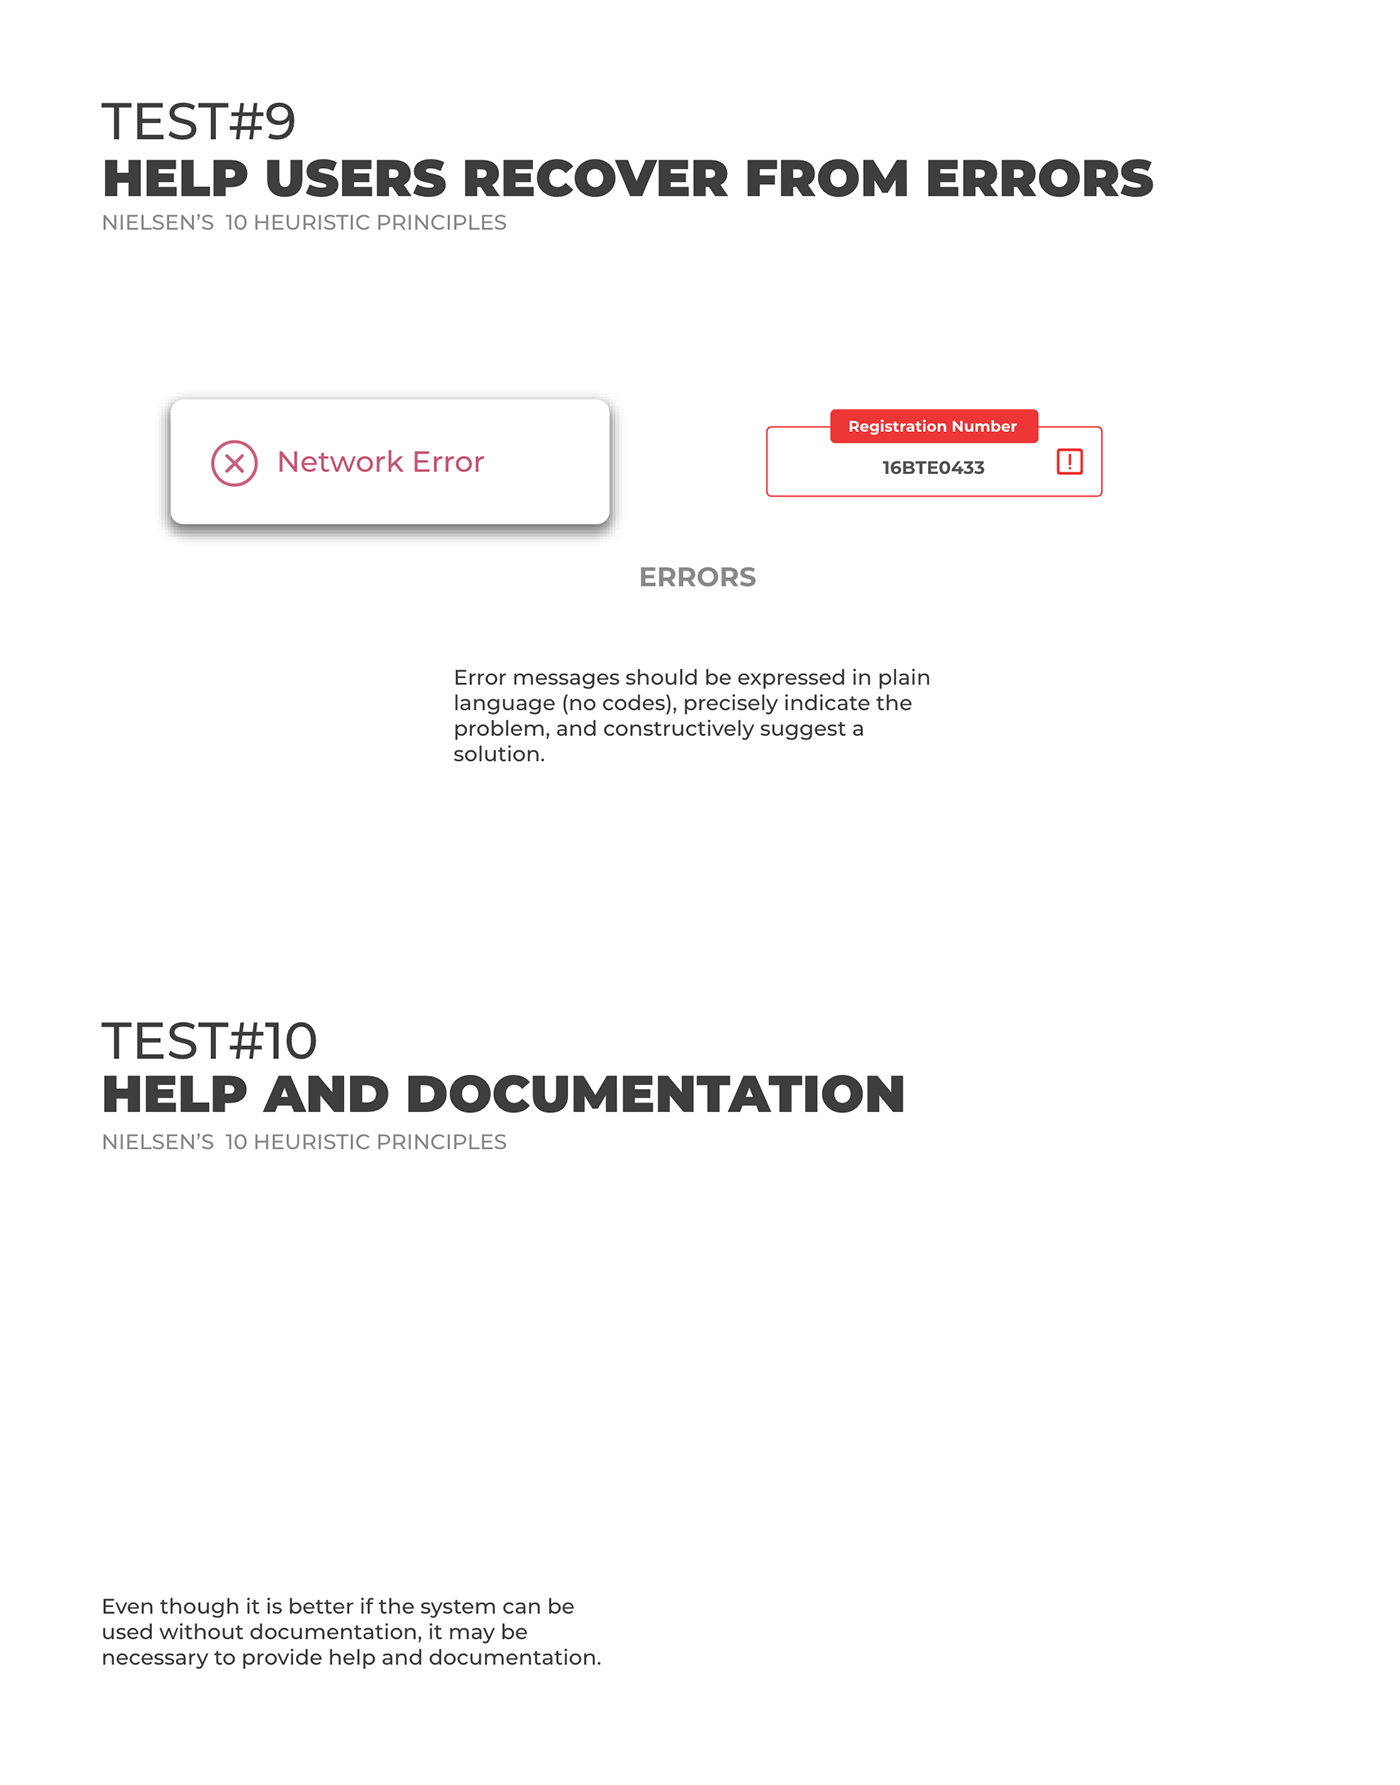 TEST#9
HELP USERS RECOVER FROM ERRORS
NIELSEN'S  10 HEURISTIC PRINCIPLES
Network Error
Registration Number
16BTE0433
ERRORS
Error messages should be expressed in plain
language (no codes), precisely indicate the
problem, and constructively suggest a
solution.
TEST#10
HELP AND DOCUMENTATION
NIELSEN'S  10 HEURISTIC PRINCIPLES
Even though it is better if the system can be
used without documentation, it may be
necessary to provide help and documentation.